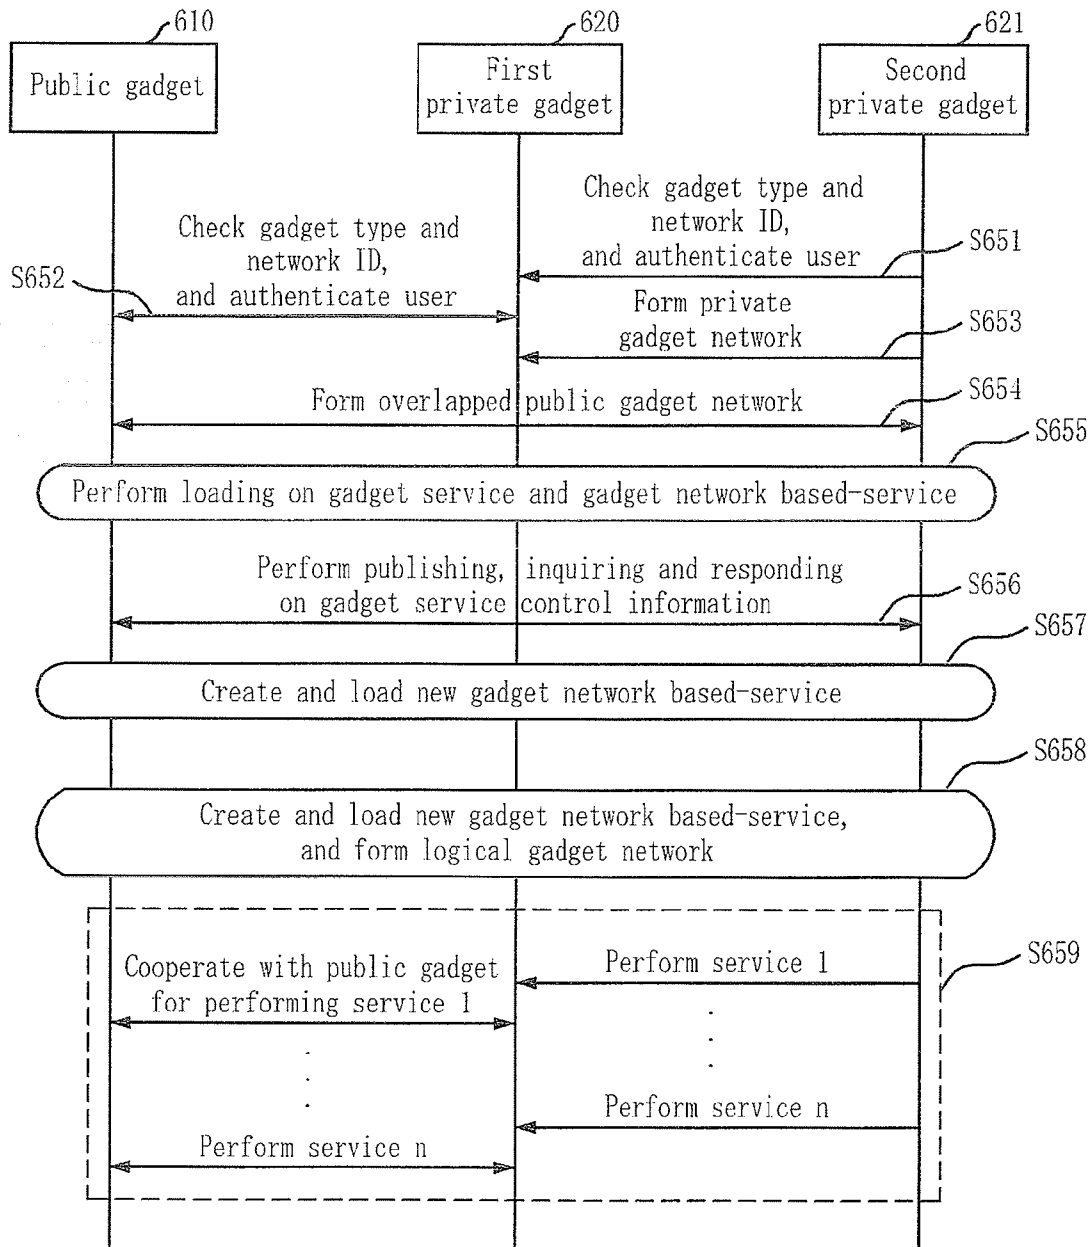 610
620
621
Public gadget
First
private gadget
Second
private gadget
Check gadget type and
network ID,
and authenticate user
S651
Check gadget type and
network ID,
and authenticate user
S652
Form private
gadget network
S653
Form overlapped public gadget network
S654
S655
Perform loading on gadget service and gadget network based-service
Perform publishing, inquiring and responding
on gadget service control information
S656
S657
Create and load new gadget network based-service
S658
Create and load new gadget network based-service,
and form logical gadget network
S659
Perform service 1
Cooperate with public gadget
for performing service 1
Perform service n
Perform service n